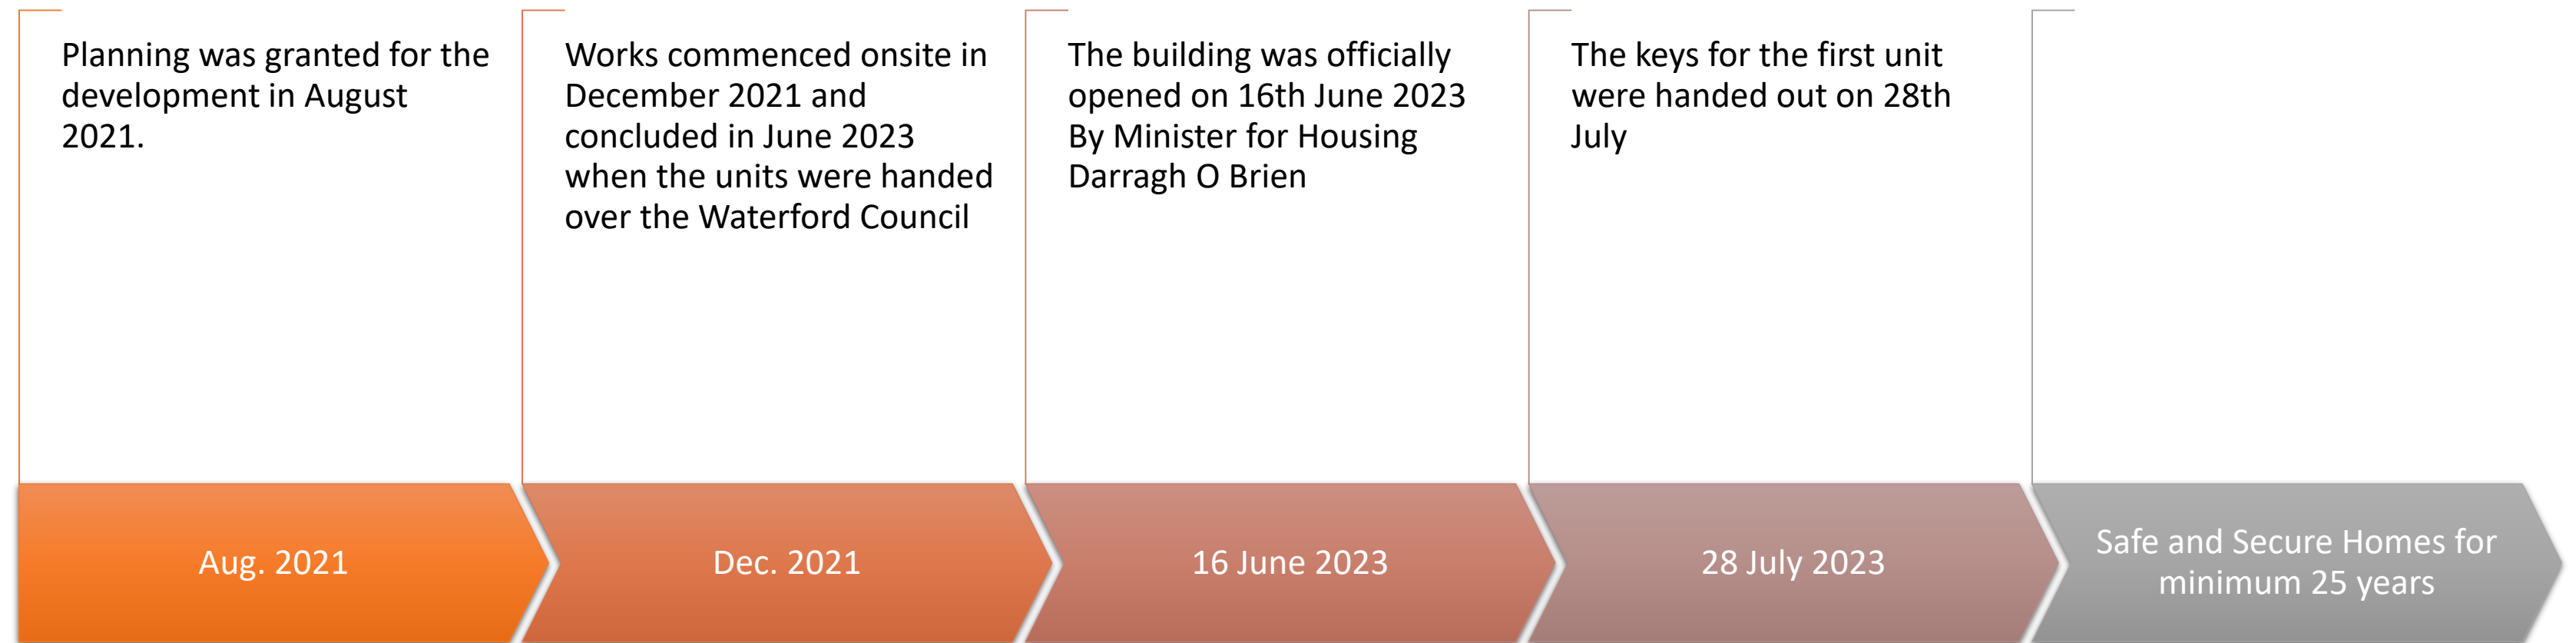 Planning was granted for the
development in August
2021.
Works commenced onsite in
December 2021 and
concluded in June 2023
when the units were handed
over the Waterford Council
The building was officially
opened on 16th June 2023
By Minister for Housing
Darragh O Brien
The keys for the first unit
were handed out on 28th
July
Aug. 2021
Dec. 2021
16 June 2023
28 July 2023
Safe and Secure Homes for
minimum 25 years